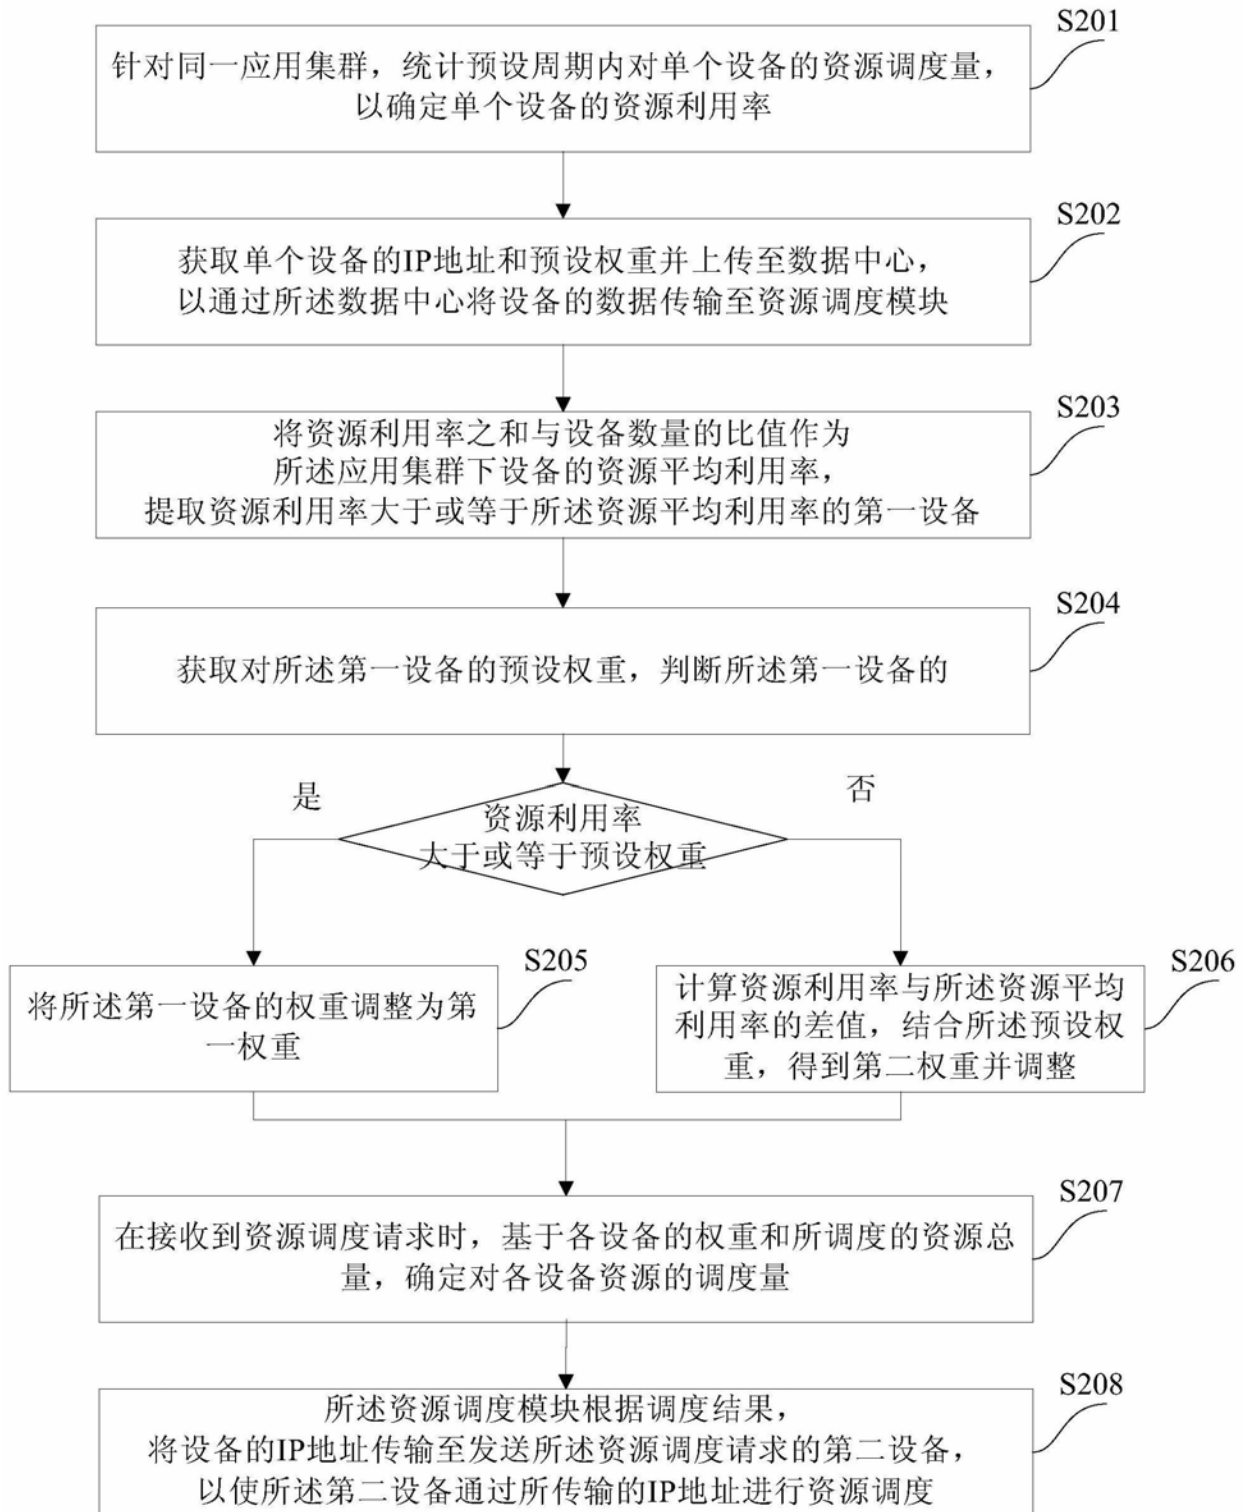 S201
针对同一应用集群，统计预设周期内对单个设备的资源调度量，
以确定单个设备的资源利用率
S202
获取单个设备的IP地址和预设权重并上传至数据中心，
以通过所述数据中心将设备的数据传输至资源调度模块
S203
将资源利用率之和与设备数量的比值作为
所述应用集群下设备的资源平均利用率，
提取资源利用率大于或等于所述资源平均利用率的第一设备
S204
获取对所述第一设备的预设权重，判断所述第一设备的
是
否
资源利用率
大于或等于预设权重
S205
将所述第一设备的权重调整为第
一权重
S206
计算资源利用率与所述资源平均
利用率的差值，结合所述预设权
重，得到第二权重并调整
S207
在接收到资源调度请求时，基于各设备的权重和所调度的资源总
量，确定对各设备资源的调度量
S208
所述资源调度模块根据调度结果，
将设备的IP地址传输至发送所述资源调度请求的第二设备，
以使所述第二设备通过所传输的IP地址进行资源调度